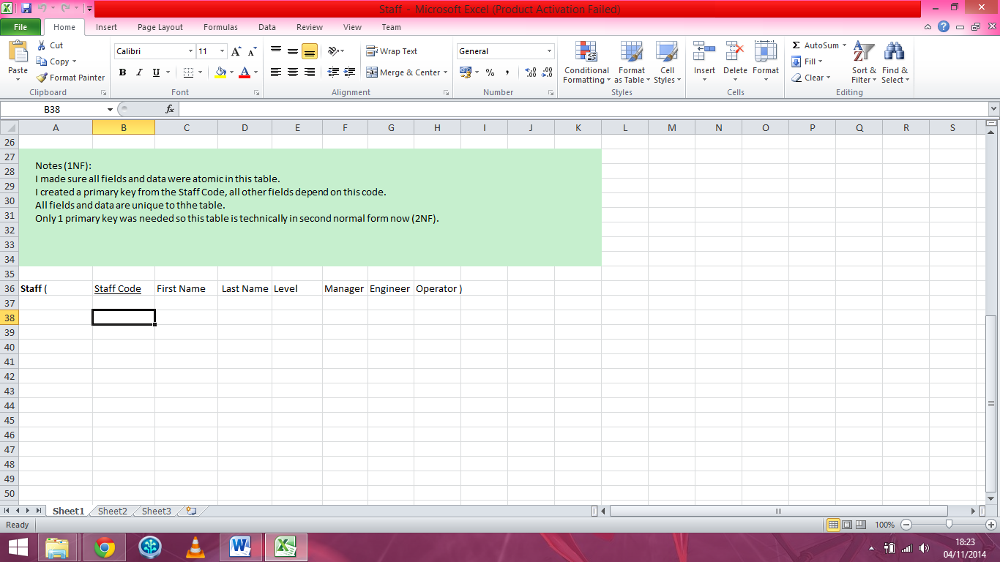 Staff - Microsoft Excel (Product Activation Failed)
File Home Insert Page Layout Formulas Data Review View Team
Paste
Cut
Copy
Format Painter
Clipboard
Calibri 11
B I U
Font
Wrap Text
Merge & Center
Alignment
General
% ,
Number
Conditional Formatting
Format as Table
Cell Styles
Styles
Insert Delete Format
Cells
Σ AutoSum
Fill
Clear
Sort & Filter
Find & Select
Editing
B38 fx
A B C D E F G H I J K L M N O P Q R S
26
27
28
29
30
31
32
33
34
35
36
37
38
39
40
41
42
43
44
45
46
47
48
49
50
Notes (1NF):
I made sure all fields and data were atomic in this table.
I created a primary key from the Staff Code, all other fields depend on this code.
All fields and data are unique to thhe table.
Only 1 primary key was needed so this table is technically in second normal form now (2NF).
Staff ( Staff Code First Name Last Name Level Manager Engineer Operator )
Sheet1 Sheet2 Sheet3
Ready 100%
18:23
04/11/2014